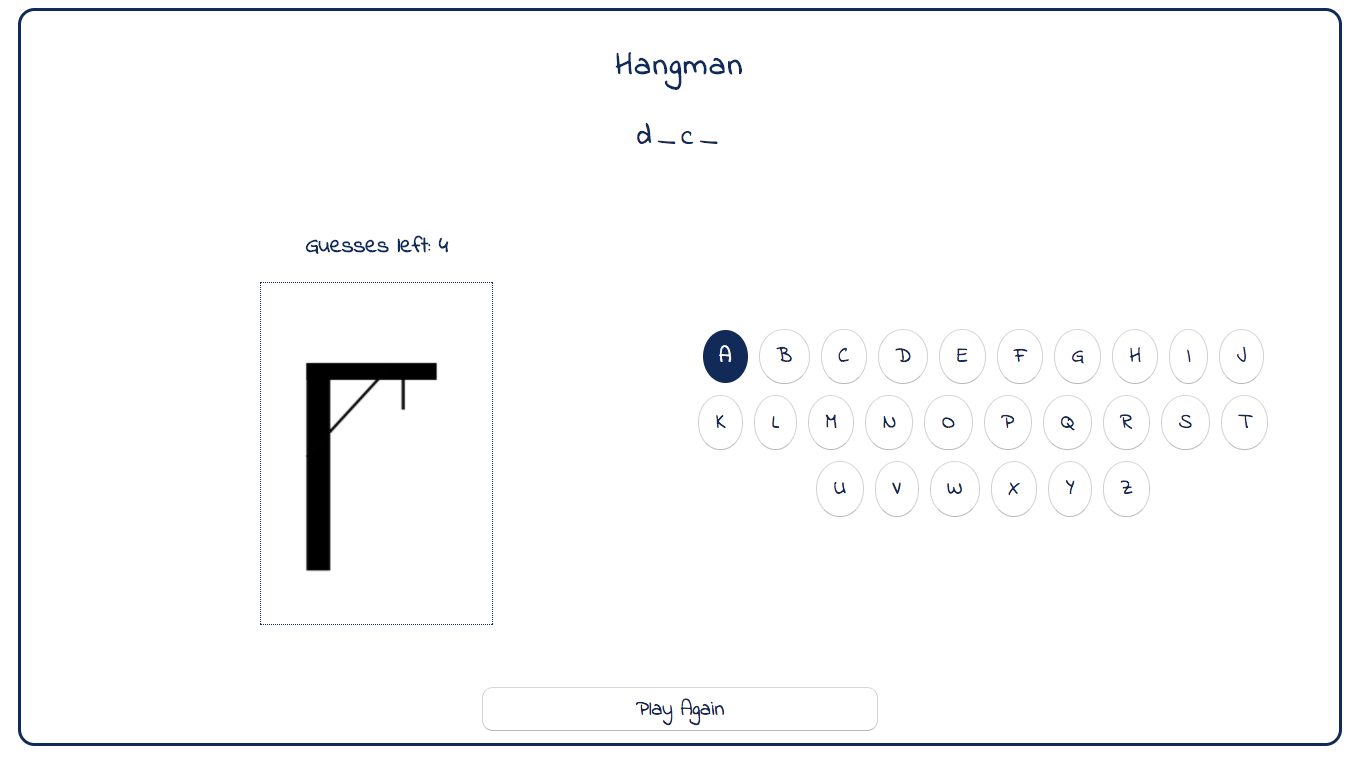 Hangman
d _ c _
Guesses left: 4
A B C D E F G H I J
K L M N O P Q R S T
U V W X Y Z
Play Again